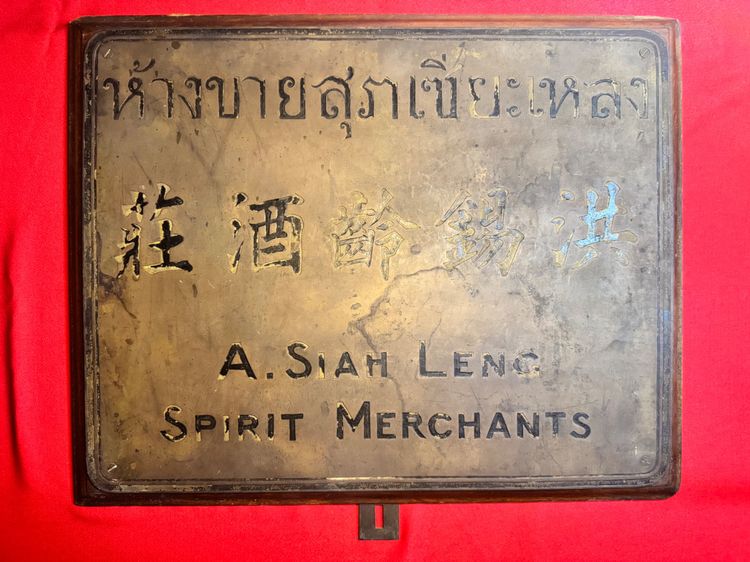 ห้างขายสุราเซียะเหลง
洪錫齡酒莊
A. SIAH LENG
SPIRIT MERCHANTS